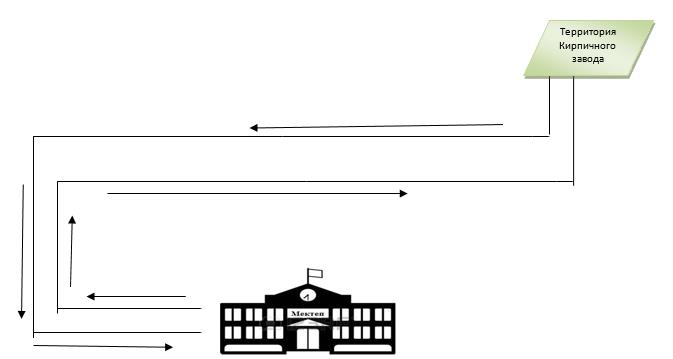 Территория
Кирпичного
завода
Мектеп